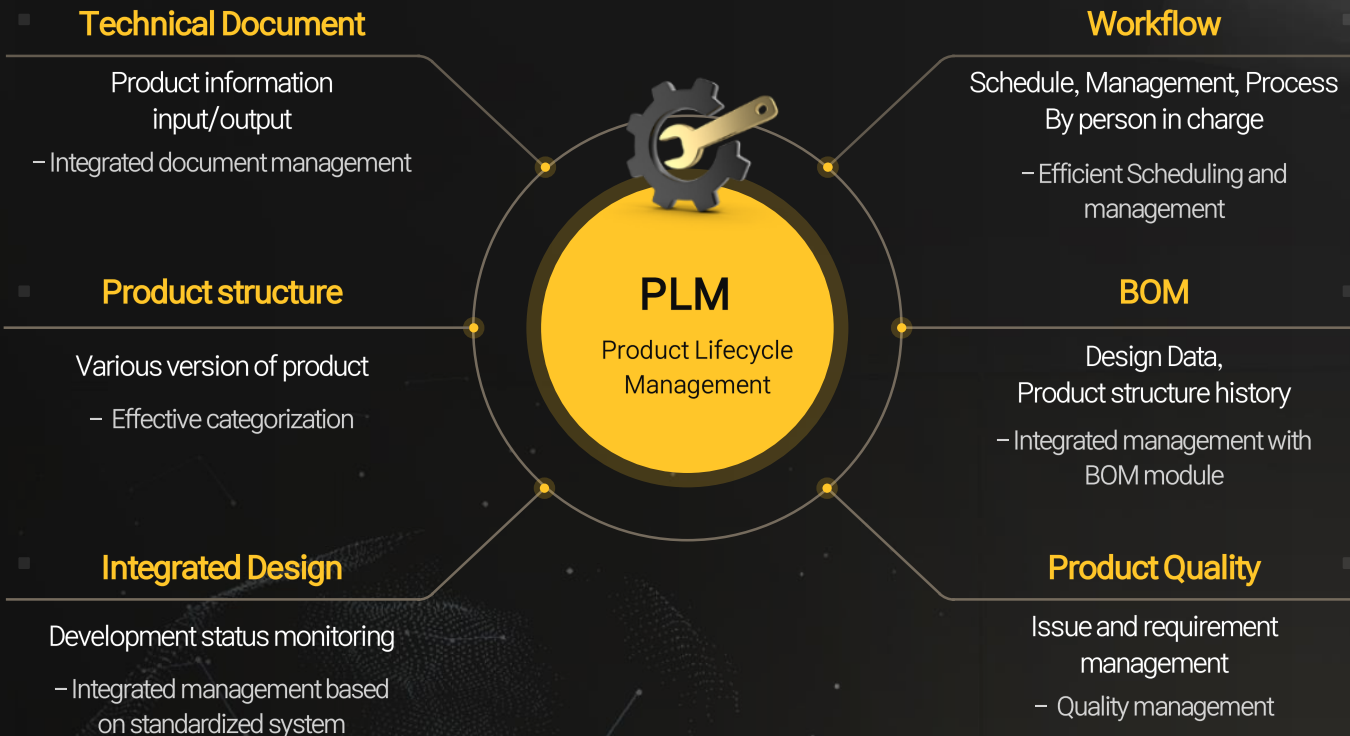 Technical Document
Product information
input/output
– Integrated document management
Product structure
Various version of product
– Effective categorization
Integrated Design
Development status monitoring
– Integrated management based
on standardized system
PLM
Product Lifecycle
Management
Workflow
Schedule, Management, Process
By person in charge
– Efficient Scheduling and
management
BOM
Design Data,
Product structure history
– Integrated management with
BOM module
Product Quality
Issue and requirement
management
– Quality management